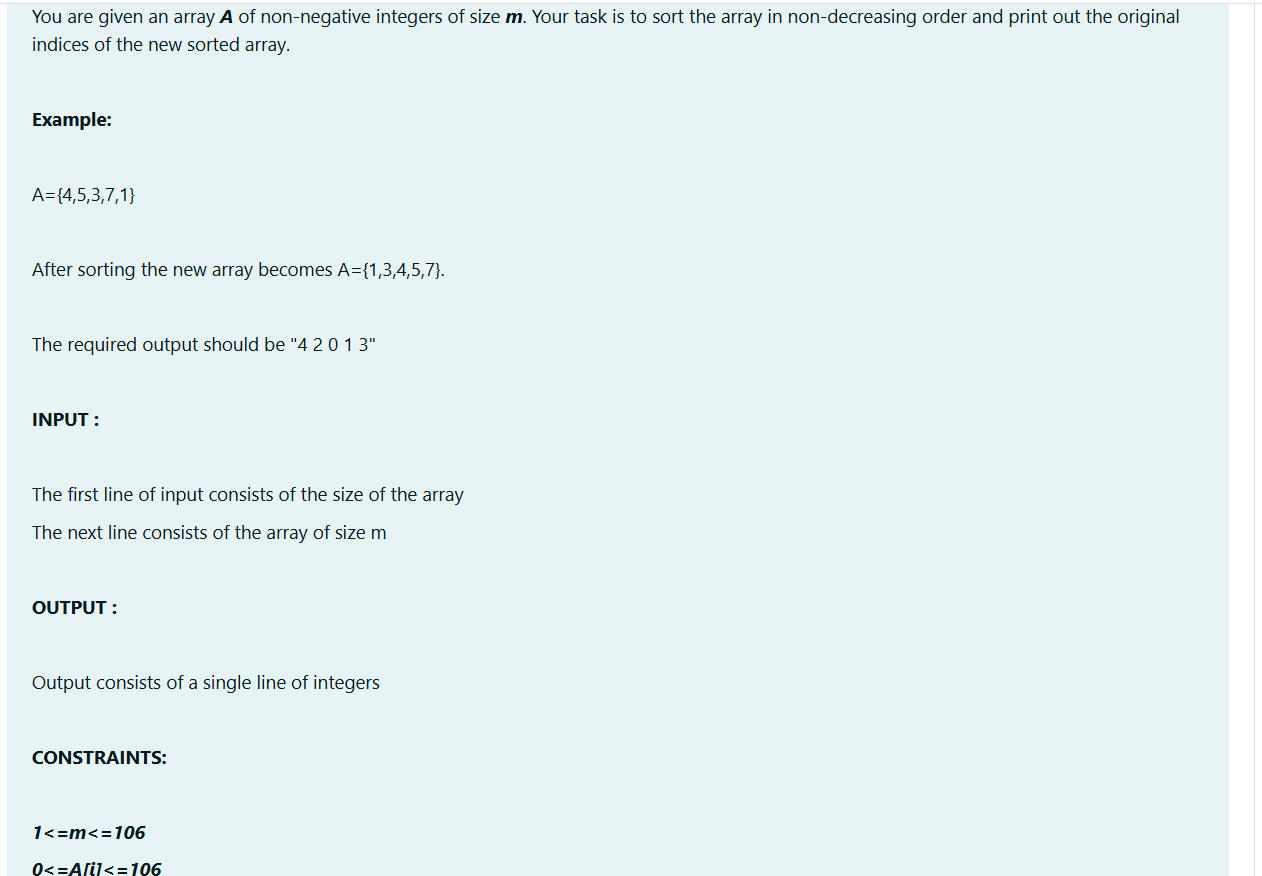 You are given an array A of non-negative integers of size m. Your task is to sort the array in non-decreasing order and print out the original
indices of the new sorted array.
Example:
A={4,5,3,7,1}
After sorting the new array becomes A={1,3,4,5,7}.
The required output should be "4 2 0 1 3"
INPUT :
The first line of input consists of the size of the array
The next line consists of the array of size m
OUTPUT :
Output consists of a single line of integers
CONSTRAINTS:
1<=m<=106
0<=A[i]<=106